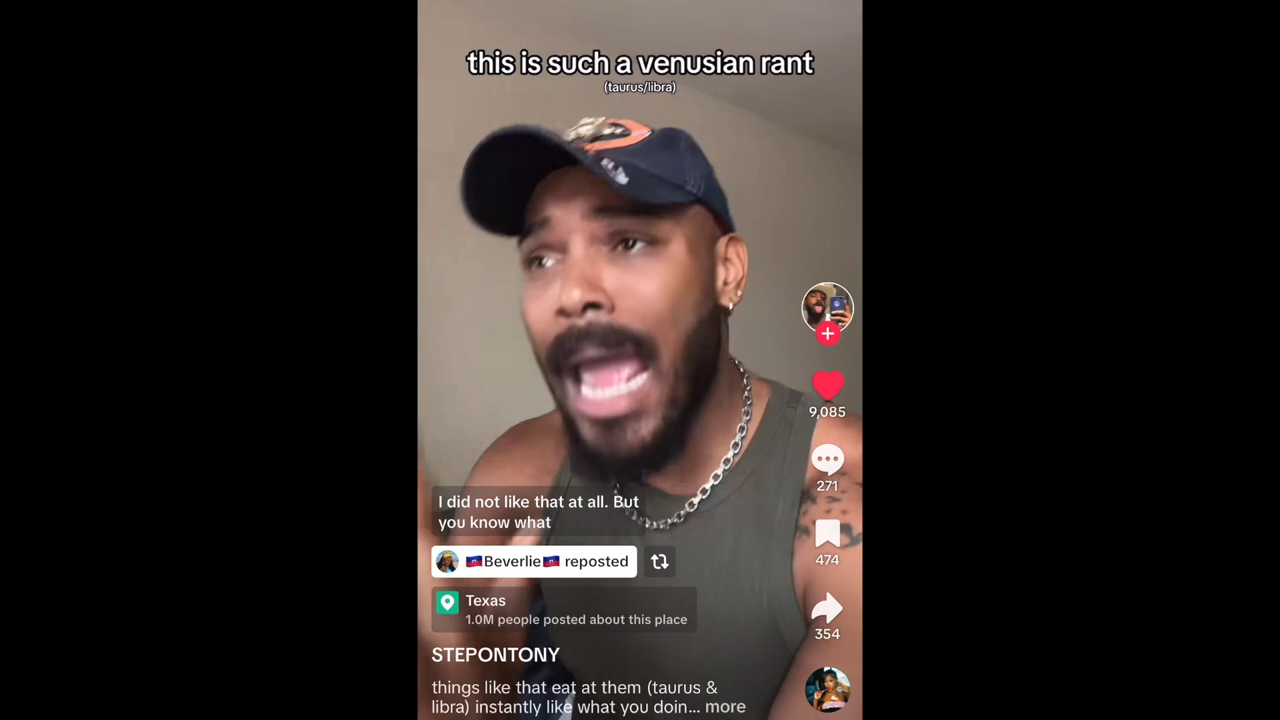 this is such a venusian rant
(taurus/libra)
9,085
271
I did not like that at all. But
you know what
474
🇭🇹Beverlie🇭🇹 reposted
Texas
1.0M people posted about this place
354
STEPONTONY
things like that eat at them (taurus &
libra) instantly like what you doin... more